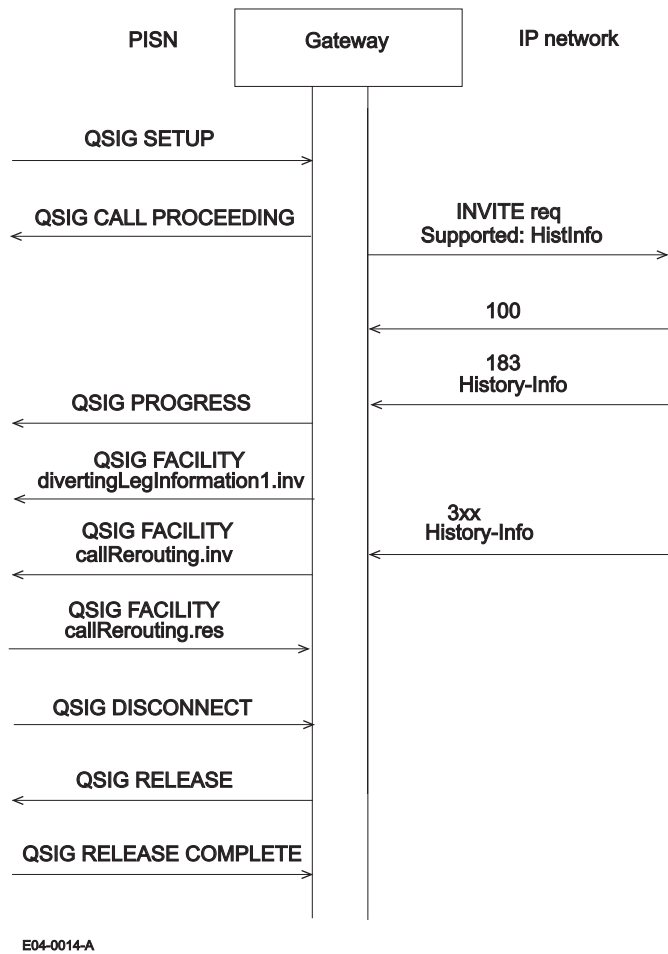 PISN
Gateway
IP network
QSIG SETUP
QSIG CALL PROCEEDING
INVITE req
Supported: HistInfo
100
183
History-Info
QSIG PROGRESS
QSIG FACILITY
divertingLegInformation1.inv
3xx
History-Info
QSIG FACILITY
callRerouting.inv
QSIG FACILITY
callRerouting.res
QSIG DISCONNECT
QSIG RELEASE
QSIG RELEASE COMPLETE
E04-0014-A